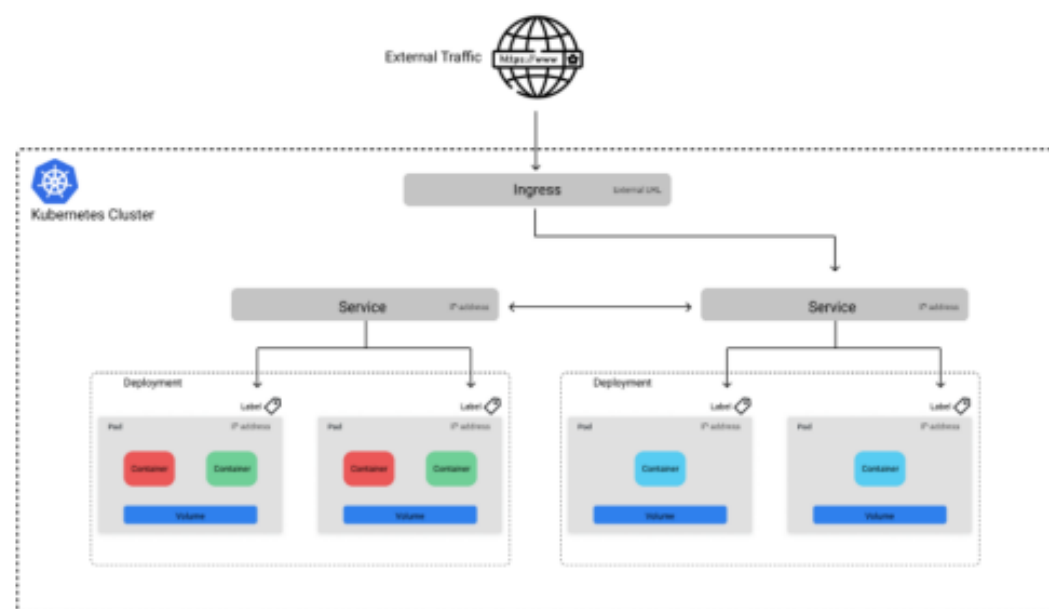 External Traffic
https://www
Kubernetes Cluster
Ingress External URL
Service IP address
Service IP address
Deployment
Deployment
Label
Label
Label
Label
Pod IP address
Pod IP address
Pod IP address
Pod IP address
Container Container
Container Container
Container
Container
Volume
Volume
Volume
Volume